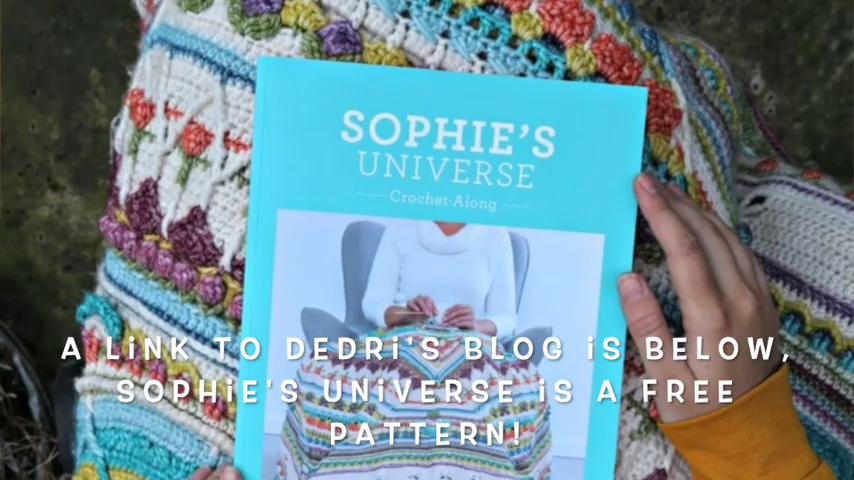 SOPHIE'S
UNIVERSE
Crochet-Along
A LiNK TO DEDRi'S BLOG iS BELOW,
SOPHiE'S UNiVERSE iS A FREE
PATTERN!